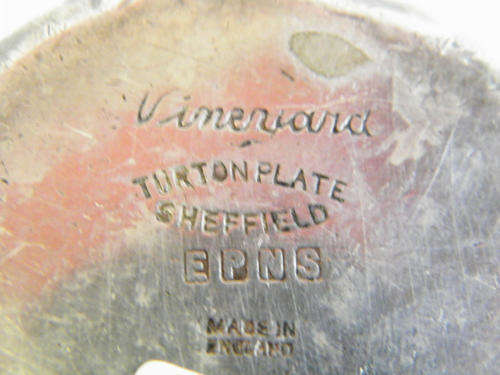 Vineyard
TURTON PLATE
SHEFFIELD
EPNS
MADE IN
ENGLAND